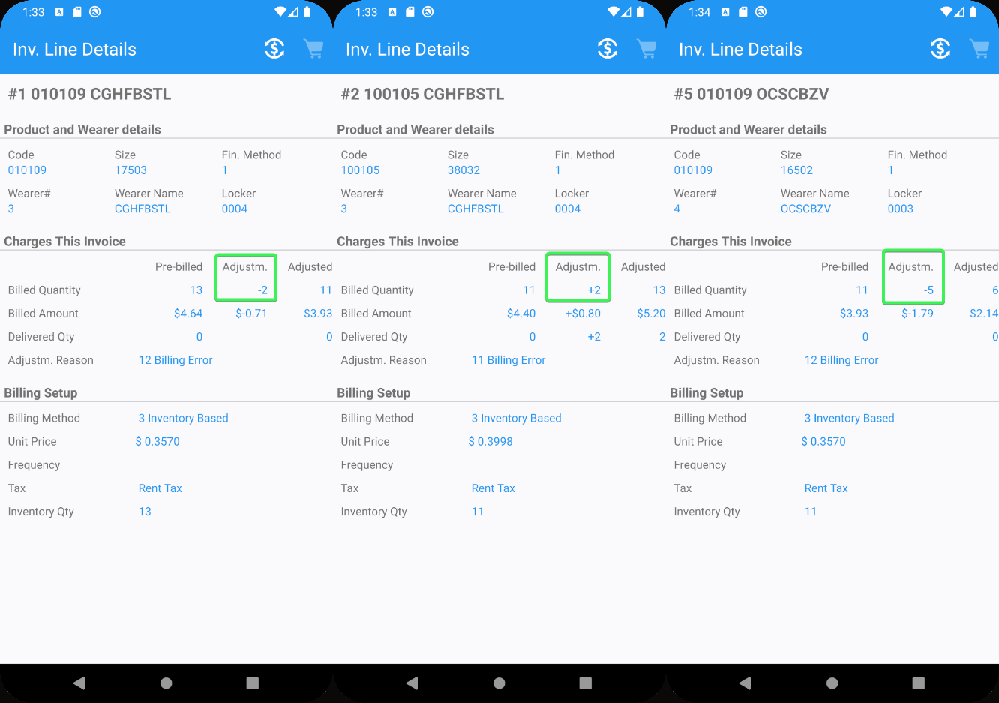 1:33
Inv. Line Details
#1 010109 CGHFBSTL
Product and Wearer details
Code Size Fin. Method
010109 17503 1
Wearer# Wearer Name Locker
3 CGHFBSTL 0004
Charges This Invoice
Pre-billed Adjustm. Adjusted
Billed Quantity 13 -2 11
Billed Amount $4.64 $-0.71 $3.93
Delivered Qty 0 0
Adjustm. Reason 12 Billing Error
Billing Setup
Billing Method 3 Inventory Based
Unit Price $ 0.3570
Frequency
Tax Rent Tax
Inventory Qty 13
1:33
Inv. Line Details
#2 100105 CGHFBSTL
Product and Wearer details
Code Size Fin. Method
100105 38032 1
Wearer# Wearer Name Locker
3 CGHFBSTL 0004
Charges This Invoice
Pre-billed Adjustm. Adjusted
Billed Quantity 11 +2 13
Billed Amount $4.40 +$0.80 $5.20
Delivered Qty 0 +2 2
Adjustm. Reason 11 Billing Error
Billing Setup
Billing Method 3 Inventory Based
Unit Price $ 0.3998
Frequency
Tax Rent Tax
Inventory Qty 11
1:34
Inv. Line Details
#5 010109 OCSCBZV
Product and Wearer details
Code Size Fin. Method
010109 16502 1
Wearer# Wearer Name Locker
4 OCSCBZV 0003
Charges This Invoice
Pre-billed Adjustm. Adjusted
Billed Quantity 11 -5 6
Billed Amount $3.93 $-1.79 $2.14
Delivered Qty 0 0
Adjustm. Reason 12 Billing Error
Billing Setup
Billing Method 3 Inventory Based
Unit Price $ 0.3570
Frequency
Tax Rent Tax
Inventory Qty 11